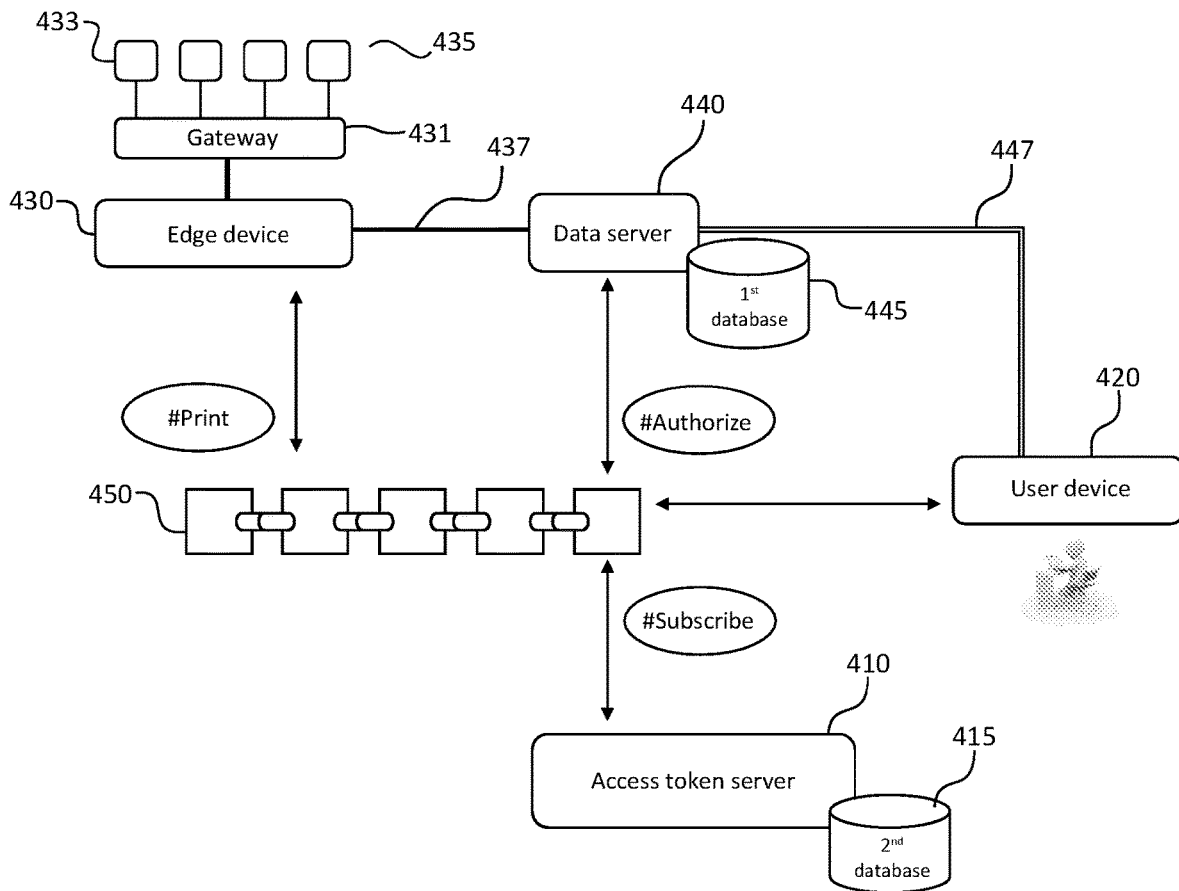 433
435
Gateway
431
440
447
437
430
Edge device
Data server
1st
database
445
420
#Print
#Authorize
User device
450
#Subscribe
410
415
Access token server
2nd
database